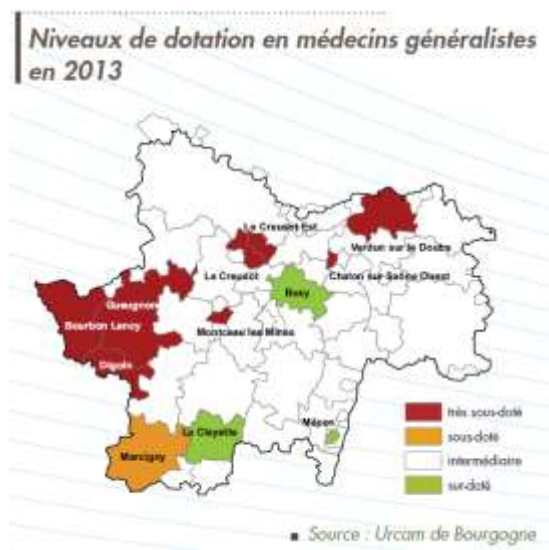 Niveaux de dotation en médecins généralistes
en 2013
Le Creusot Est
Verdun sur le Doubs
Le Creusot
Chalon sur Saône Ouest
Buxy
Gueugnon
Bourbon Lancy
Montceau les Mines
Digoin
Mâcon
La Clayette
Marcigny
très sous-doté
sous-doté
intermédiaire
sur-doté
Source : Urcam de Bourgogne